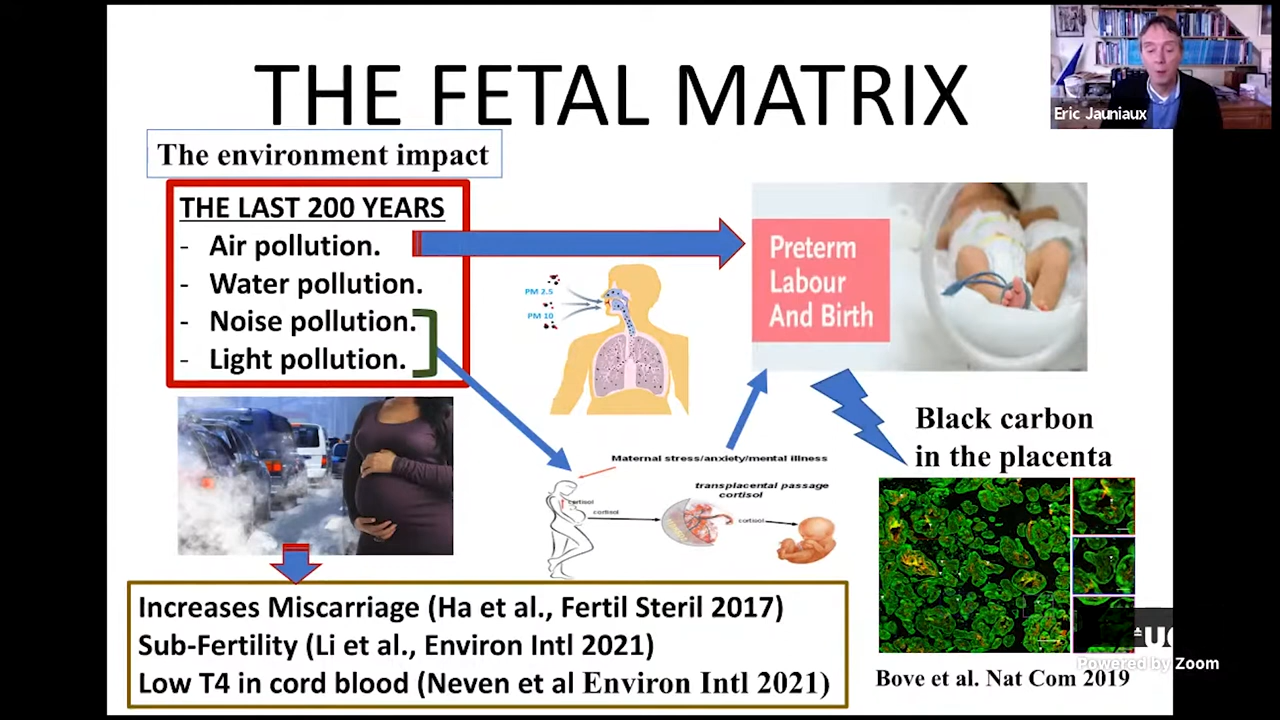 THE FETAL MATRIX
Eric Jauniaux
The environment impact
THE LAST 200 YEARS
- Air pollution.
- Water pollution.
- Noise pollution.
- Light pollution.
PM 2.5
PM 10
Preterm
Labour
And Birth
Black carbon
in the placenta
Maternal stress/anxiety/mental illness
transplacental passage
cortisol
cortisol
cortisol
cortisol
Increases Miscarriage (Ha et al., Fertil Steril 2017)
Sub-Fertility (Li et al., Environ Intl 2021)
Low T4 in cord blood (Neven et al Environ Intl 2021)
Bove et al. Nat Com 2019
Powered by Zoom